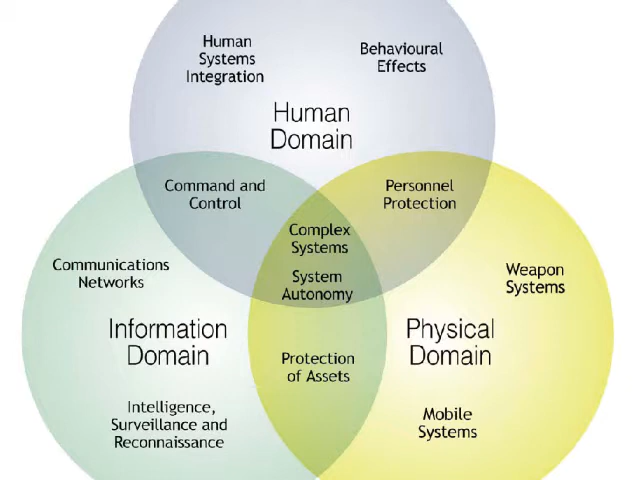 Human
Systems
Integration
Behavioural
Effects
Human
Domain
Command and
Control
Personnel
Protection
Complex
Systems
System
Autonomy
Communications
Networks
Weapon
Systems
Information
Domain
Physical
Domain
Protection
of Assets
Intelligence,
Surveillance and
Reconnaissance
Mobile
Systems